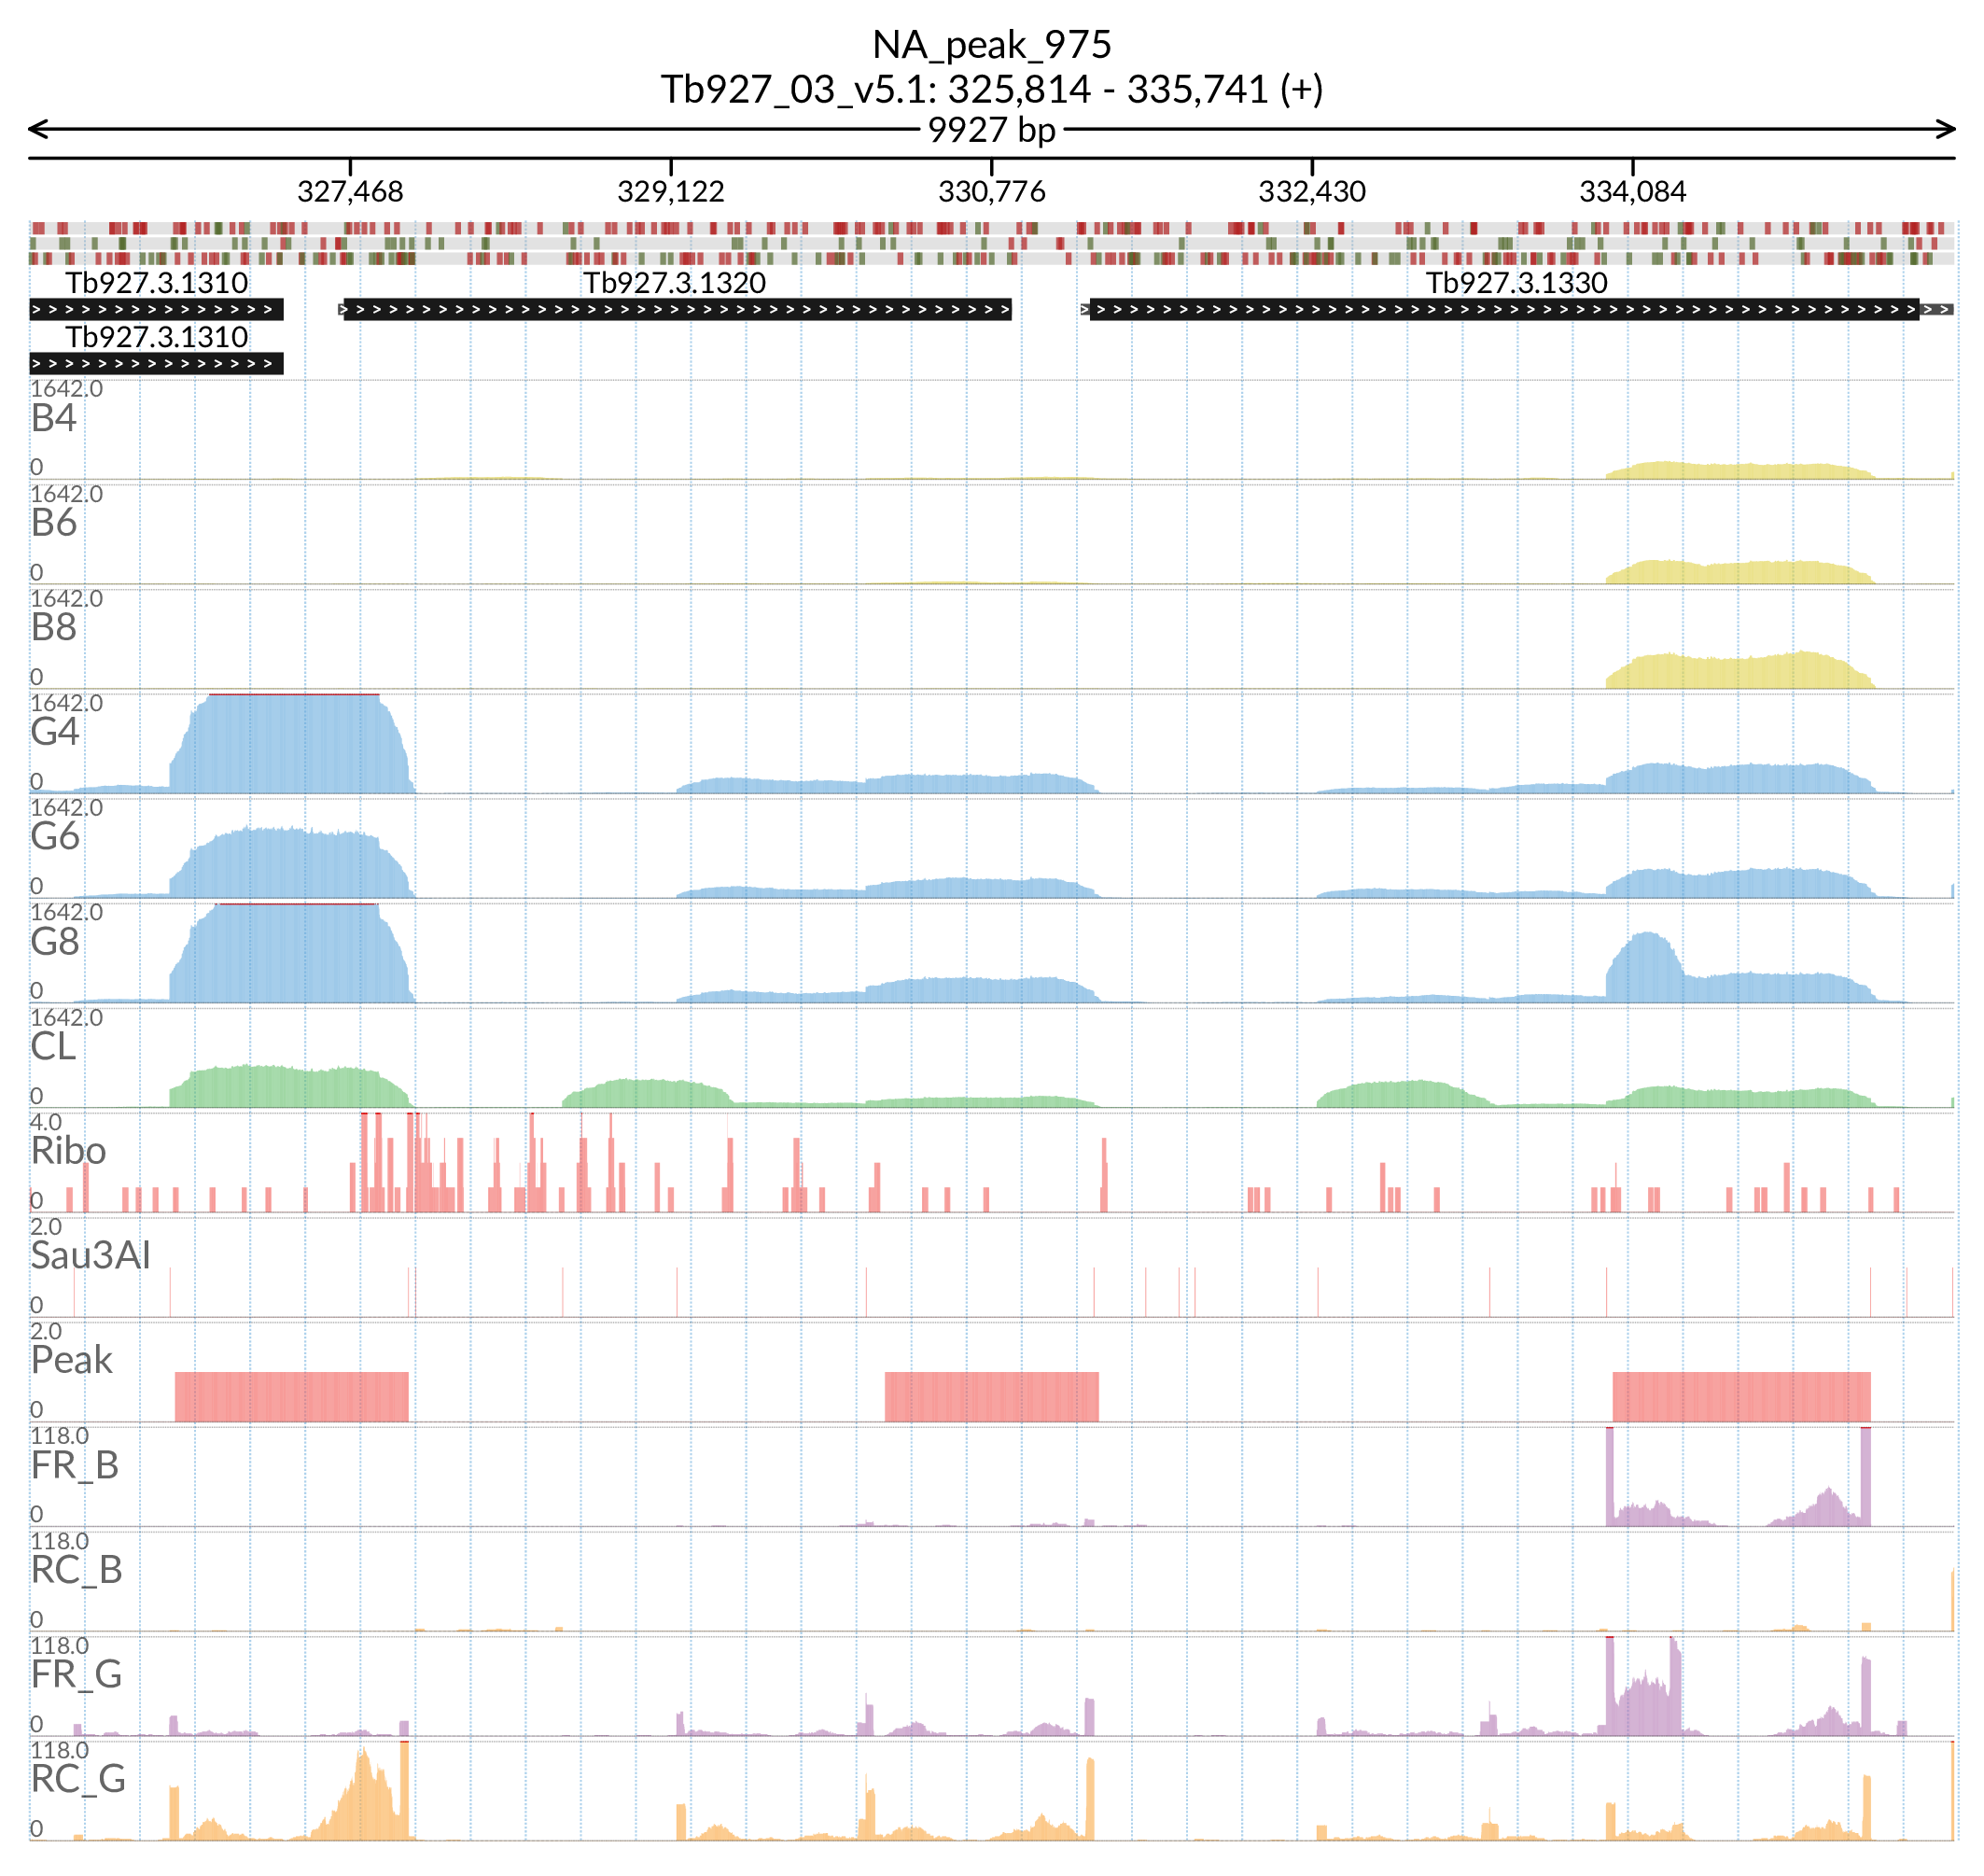 NA_peak_975
Tb927_03_v5.1: 325,814 - 335,741 (+)
9927 bp
327,468 329,122 330,776 332,430 334,084
Tb927.3.1310 Tb927.3.1320 Tb927.3.1330
Tb927.3.1310
1642.0
B4
0
1642.0
B6
0
1642.0
B8
0
1642.0
G4
0
1642.0
G6
0
1642.0
G8
0
1642.0
CL
0
4.0
Ribo
0
2.0
Sau3AI
0
2.0
Peak
0
118.0
FR_B
0
118.0
RC_B
0
118.0
FR_G
0
118.0
RC_G
0